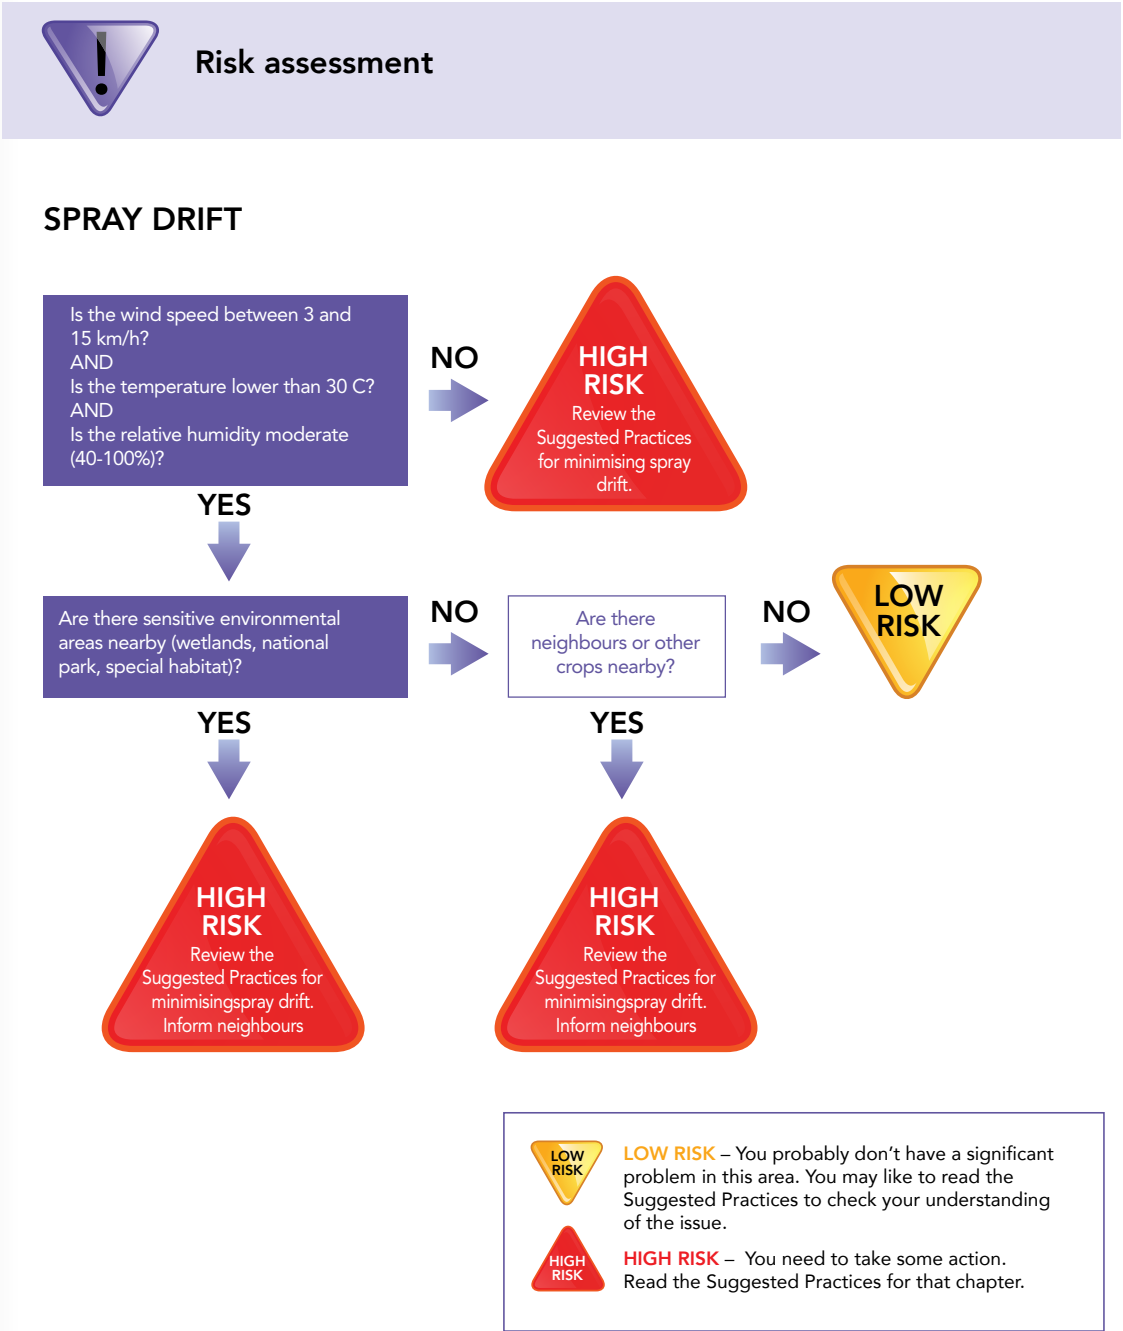 !
Risk assessment
SPRAY DRIFT
Is the wind speed between 3 and
15 km/h?
AND
Is the temperature lower than 30 C?
AND
Is the relative humidity moderate
(40-100%)?
NO
HIGH
RISK
Review the
Suggested Practices
for minimising spray
drift.
YES
Are there sensitive environmental
areas nearby (wetlands, national
park, special habitat)?
NO
Are there
neighbours or other
crops nearby?
NO
LOW
RISK
YES
YES
HIGH
RISK
Review the
Suggested Practices for
minimisingspray drift.
Inform neighbours
HIGH
RISK
Review the
Suggested Practices for
minimisingspray drift.
Inform neighbours
LOW
RISK
LOW RISK – You probably don’t have a significant
problem in this area. You may like to read the
Suggested Practices to check your understanding
of the issue.
HIGH
RISK
HIGH RISK – You need to take some action.
Read the Suggested Practices for that chapter.